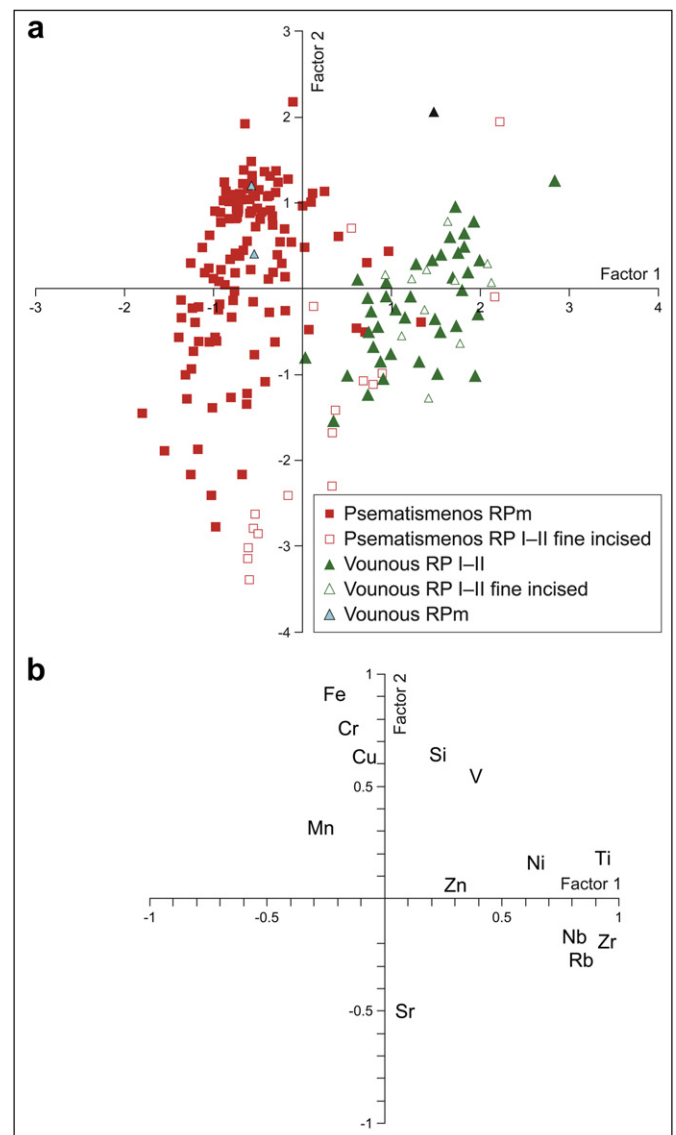 a
3
Factor 2
2
1
Factor 1
-3
-2
-1
0
1
2
3
4
-1
-2
-3
-4
Psematismenos RPm
Psematismenos RP I–II fine incised
Vounous RP I–II
Vounous RP I–II fine incised
Vounous RPm
b
1
Factor 2
Fe
Cr
Cu
Si
V
0.5
Mn
Ni
Ti
Zn
Factor 1
-1
-0.5
0.5
1
Nb
Zr
Rb
Sr
-0.5
-1